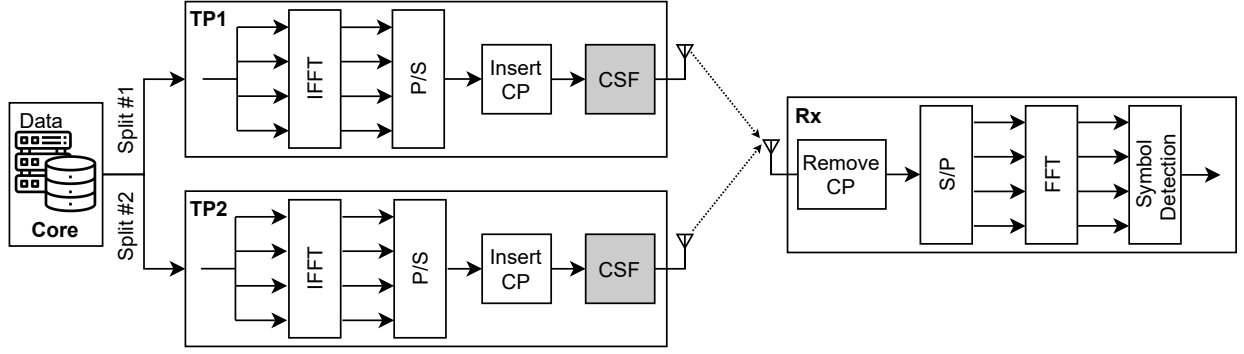 Data
Core
Split #1
Split #2
TP1
IFFT
P/S
Insert
CP
CSF
TP2
IFFT
P/S
Insert
CP
CSF
Rx
Remove
CP
S/P
FFT
Symbol
Detection